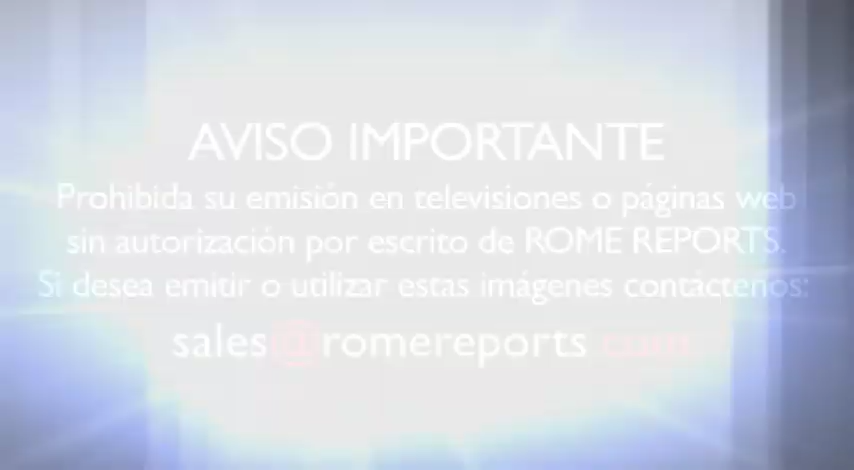 AVISO IMPORTANTE
Prohibida su emisión en televisiones o páginas web
sin autorización por escrito de ROME REPORTS.
Si desea emitir o utilizar estas imágenes contáctenos:
sales@romereports.com